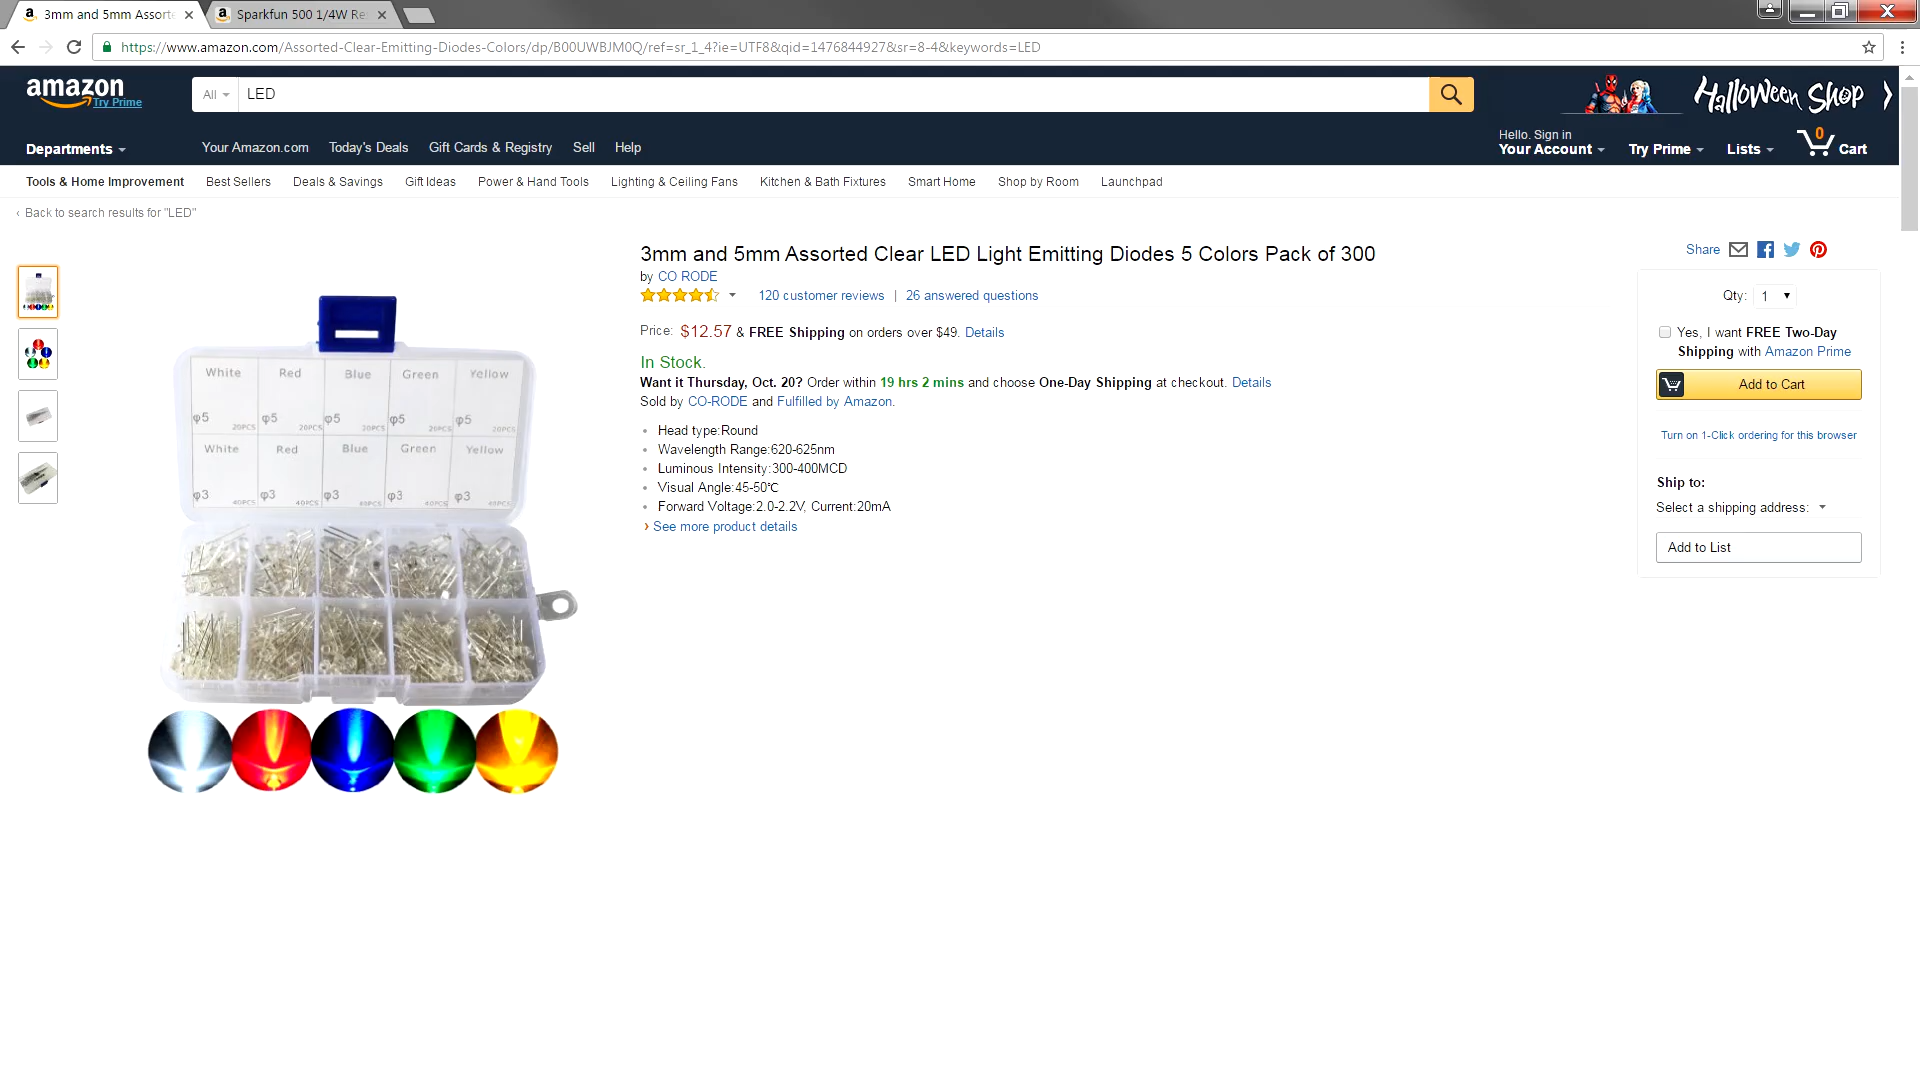 3mm and 5mm Assorte
Sparkfun 500 1/4W Re
https://www.amazon.com/Assorted-Clear-Emitting-Diodes-Colors/dp/B00UWBJM0Q/ref=sr_1_4?ie=UTF8&qid=1476844927&sr=8-4&keywords=LED
amazon
Try Prime
All
LED
Halloween Shop
Departments
Your Amazon.com
Today's Deals
Gift Cards & Registry
Sell
Help
Hello. Sign in
Your Account
Try Prime
Lists
0
Cart
Tools & Home Improvement
Best Sellers
Deals & Savings
Gift Ideas
Power & Hand Tools
Lighting & Ceiling Fans
Kitchen & Bath Fixtures
Smart Home
Shop by Room
Launchpad
‹ Back to search results for "LED"
White Red Blue Green Yellow
φ5 20PCS φ5 20PCS φ5 20PCS φ5 20PCS φ5 20PCS
White Red Blue Green Yellow
φ3 40PCS φ3 40PCS φ3 40PCS φ3 40PCS φ3 40PCS
3mm and 5mm Assorted Clear LED Light Emitting Diodes 5 Colors Pack of 300
by CO RODE
120 customer reviews | 26 answered questions
Price: $12.57 & FREE Shipping on orders over $49. Details
In Stock.
Want it Thursday, Oct. 20? Order within 19 hrs 2 mins and choose One-Day Shipping at checkout. Details
Sold by CO-RODE and Fulfilled by Amazon.
• Head type:Round
• Wavelength Range:620-625nm
• Luminous Intensity:300-400MCD
• Visual Angle:45-50℃
• Forward Voltage:2.0-2.2V, Current:20mA
› See more product details
Share
Qty: 1
Yes, I want FREE Two-Day
Shipping with Amazon Prime
Add to Cart
Turn on 1-Click ordering for this browser
Ship to:
Select a shipping address:
Add to List